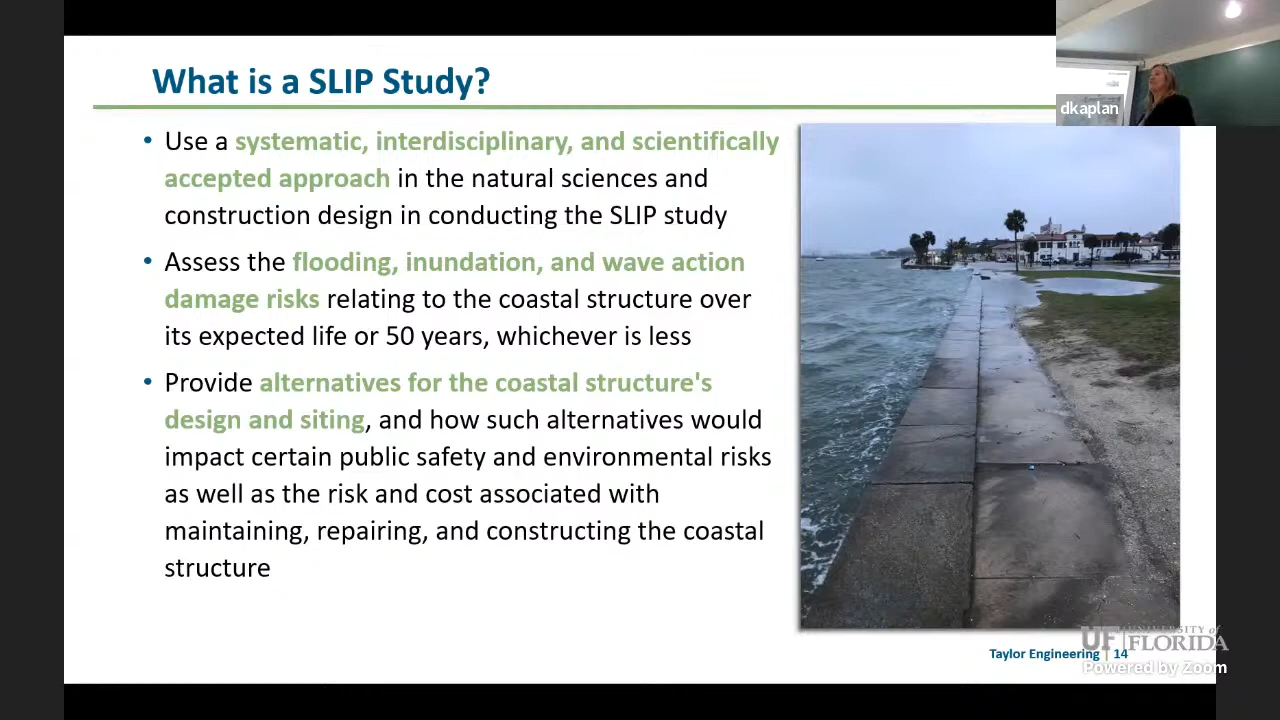 What is a SLIP Study?
dkaplan
• Use a systematic, interdisciplinary, and scientifically
accepted approach in the natural sciences and
construction design in conducting the SLIP study
• Assess the flooding, inundation, and wave action
damage risks relating to the coastal structure over
its expected life or 50 years, whichever is less
• Provide alternatives for the coastal structure's
design and siting, and how such alternatives would
impact certain public safety and environmental risks
as well as the risk and cost associated with
maintaining, repairing, and constructing the coastal
structure
Taylor Engineering | 14
UF UNIVERSITY of
FLORIDA
Powered by Zoom